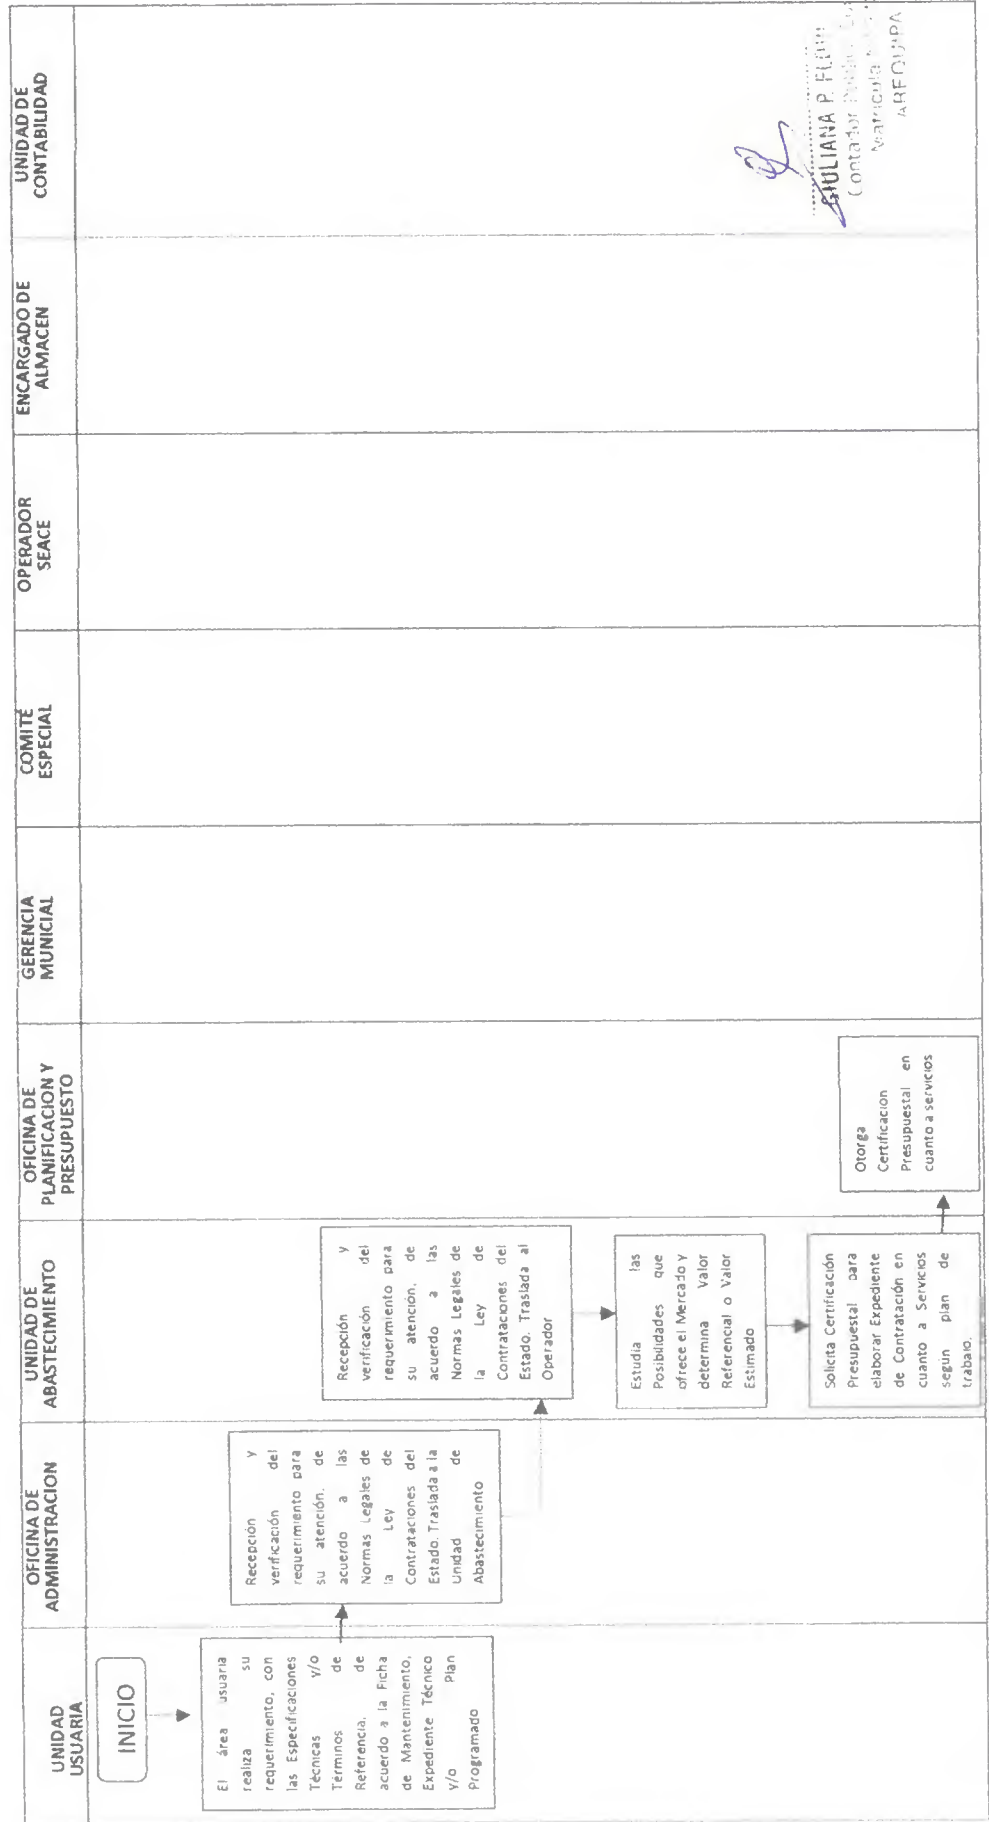 UNIDAD
USUARIA
OFICINA DE
ADMINISTRACION
UNIDAD DE
ABASTECIMIENTO
OFICINA DE
PLANIFICACION Y
PRESUPUESTO
GERENCIA
MUNICIAL
COMITÉ
ESPECIAL
OPERADOR
SEACE
ENCARGADO DE
ALMACEN
UNIDAD DE
CONTABILIDAD
INICIO
El área usuaria
realiza su
requerimiento, con
las Especificaciones
Técnicas y/o
Términos de
Referencia, de
acuerdo a la Ficha
de Mantenimiento,
Expediente Técnico
y/o Plan
Programado
Recepción y
verificación del
requerimiento para
su atención, de
acuerdo a las
Normas Legales de
la Ley de
Contrataciones del
Estado. Traslada a la
Unidad de
Abastecimiento
Recepción y
verificación del
requerimiento para
su atención, de
acuerdo a las
Normas Legales de
la Ley de
Contrataciones del
Estado. Traslada al
Operador
Estudia las
Posibilidades que
ofrece el Mercado y
determina Valor
Referencial o Valor
Estimado
Solicita Certificación
Presupuestal para
elaborar Expediente
de Contratación en
cuanto a Servicios
según plan de
trabajo.
Otorga
Certificacion
Presupuestal en
cuanto a servicios
GIULIANA P.
Contador
Matricula
AREQUIPA